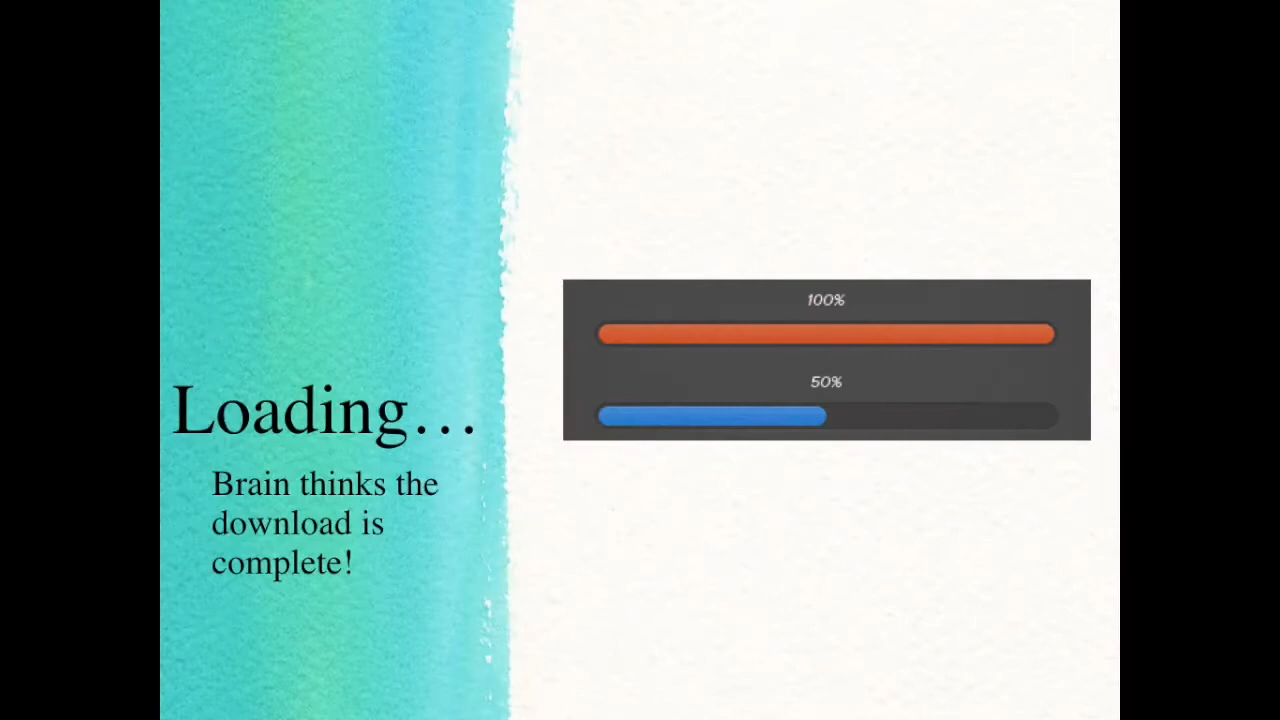 Loading…
Brain thinks the
download is
complete!
100%
50%